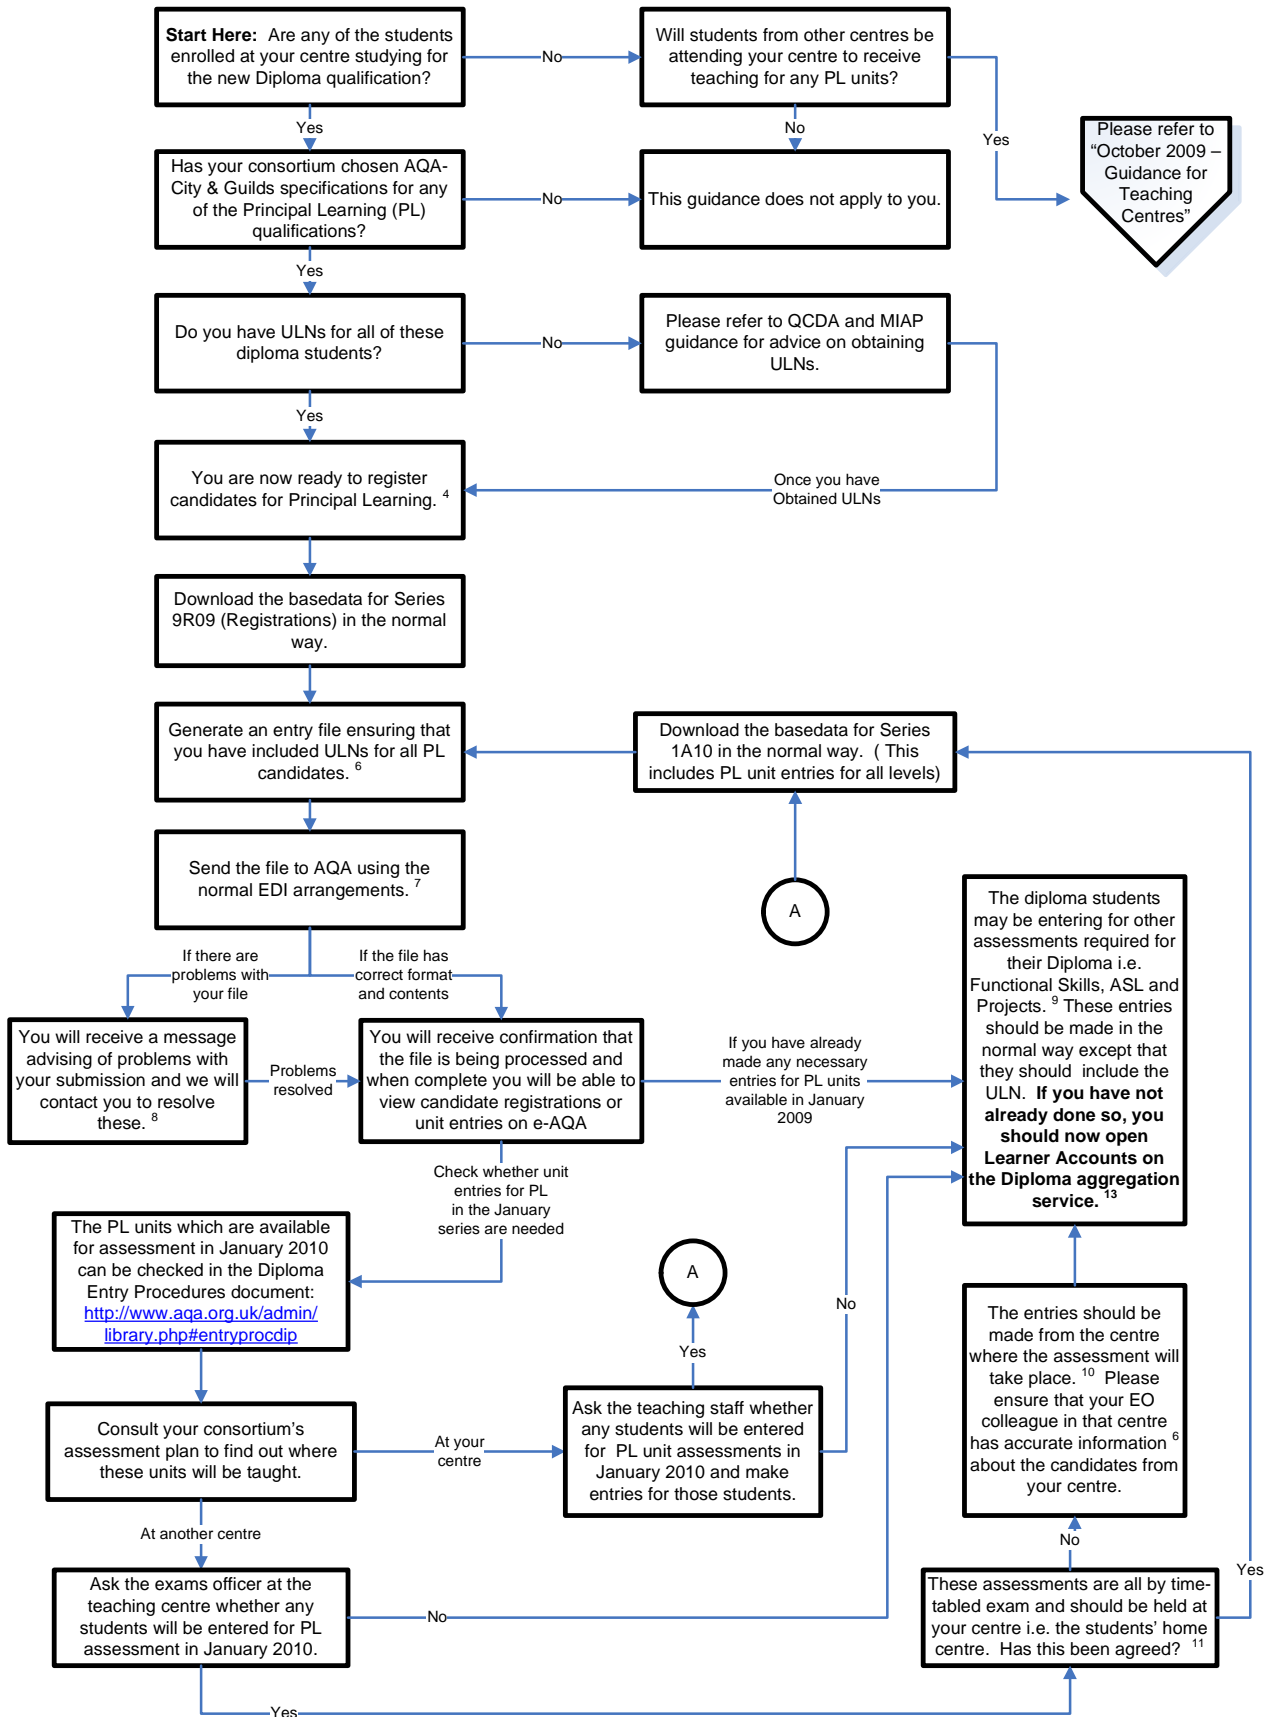 Start Here: Are any of the students
enrolled at your centre studying for
the new Diploma qualification?
No
Will students from other centres be
attending your centre to receive
teaching for any PL units?
Yes
No
Yes
Please refer to
“October 2009 –
Guidance for
Teaching
Centres”
Has your consortium chosen AQA-
City & Guilds specifications for any
of the Principal Learning (PL)
qualifications?
No
This guidance does not apply to you.
Yes
Do you have ULNs for all of these
diploma students?
No
Please refer to QCDA and MIAP
guidance for advice on obtaining
ULNs.
Yes
You are now ready to register
candidates for Principal Learning. 4
Once you have
Obtained ULNs
Download the basedata for Series
9R09 (Registrations) in the normal
way.
Generate an entry file ensuring that
you have included ULNs for all PL
candidates. 6
Download the basedata for Series
1A10 in the normal way. ( This
includes PL unit entries for all levels)
Send the file to AQA using the
normal EDI arrangements. 7
A
If there are
problems with
your file
If the file has
correct format
and contents
You will receive a message
advising of problems with
your submission and we will
contact you to resolve
these. 8
Problems
resolved
You will receive confirmation that
the file is being processed and
when complete you will be able to
view candidate registrations or
unit entries on e-AQA
If you have already
made any necessary
entries for PL units
available in January
2009
The diploma students
may be entering for other
assessments required for
their Diploma i.e.
Functional Skills, ASL and
Projects. 9 These entries
should be made in the
normal way except that
they should include the
ULN. If you have not
already done so, you
should now open
Learner Accounts on
the Diploma aggregation
service. 13
Check whether unit
entries for PL
in the January
series are needed
The PL units which are available
for assessment in January 2010
can be checked in the Diploma
Entry Procedures document:
http://www.aqa.org.uk/admin/
library.php#entryprocdip
A
No
Yes
The entries should be
made from the centre
where the assessment will
take place. 10 Please
ensure that your EO
colleague in that centre
has accurate information 6
about the candidates from
your centre.
Consult your consortium’s
assessment plan to find out where
these units will be taught.
At your
centre
Ask the teaching staff whether
any students will be entered
for PL unit assessments in
January 2010 and make
entries for those students.
At another centre
No
Yes
Ask the exams officer at the
teaching centre whether any
students will be entered for PL
assessment in January 2010.
No
These assessments are all by time-
tabled exam and should be held at
your centre i.e. the students’ home
centre. Has this been agreed? 11
Yes